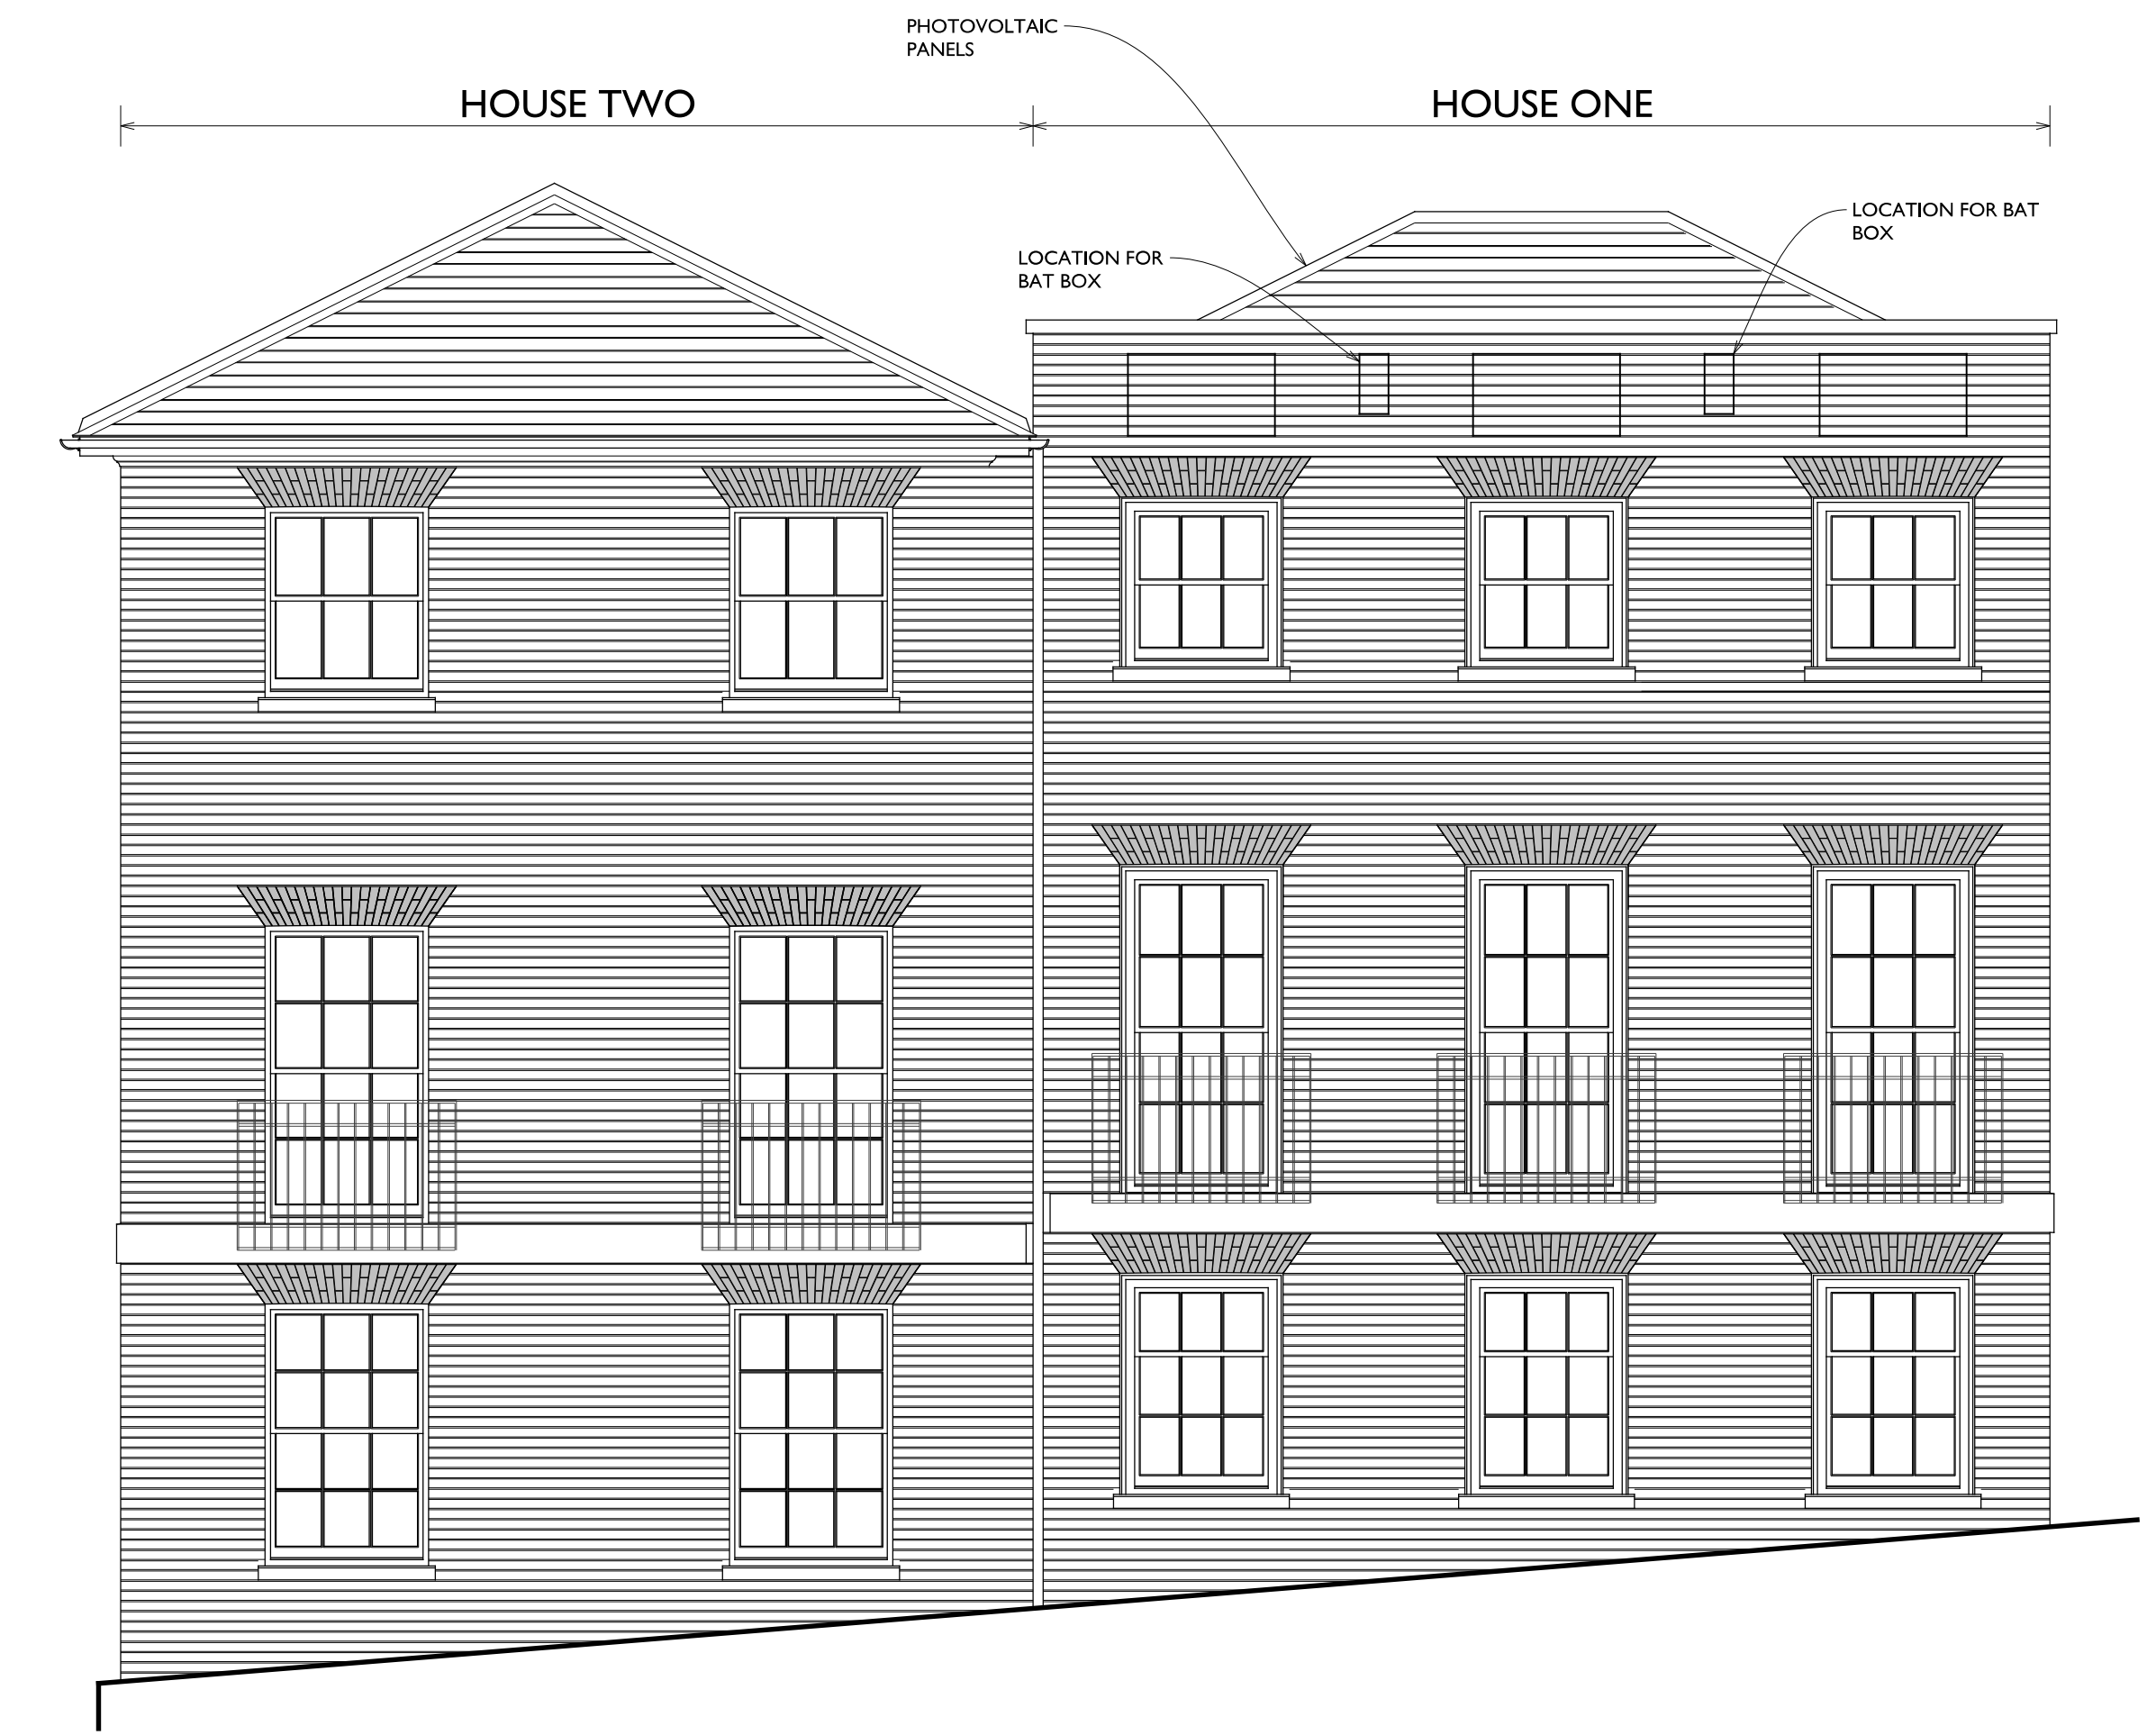 PHOTOVOLTAIC
PANELS
HOUSE TWO
HOUSE ONE
LOCATION FOR BAT
BOX
LOCATION FOR
BAT BOX